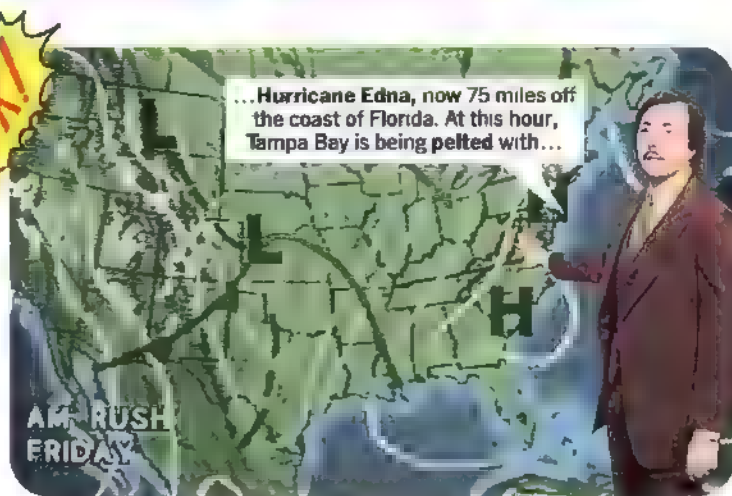 ...Hurricane Edna, now 75 miles off
the coast of Florida. At this hour,
Tampa Bay is being pelted with...
L
L
H
AM RUSH
FRIDAY